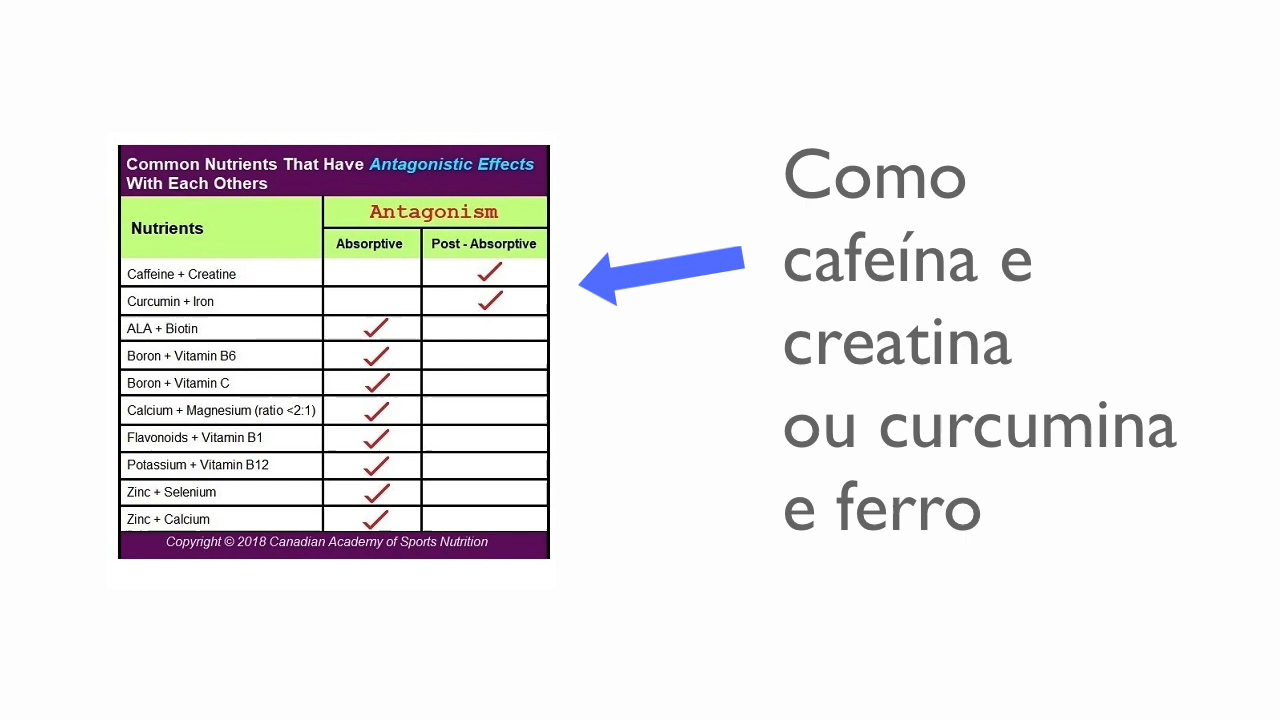 Common Nutrients That Have Antagonistic Effects
With Each Others
Nutrients
Antagonism
Absorptive
Post - Absorptive
Caffeine + Creatine
Curcumin + Iron
ALA + Biotin
Boron + Vitamin B6
Boron + Vitamin C
Calcium + Magnesium (ratio <2:1)
Flavonoids + Vitamin B1
Potassium + Vitamin B12
Zinc + Selenium
Zinc + Calcium
Copyright © 2018 Canadian Academy of Sports Nutrition
Como
cafeína e
creatina
ou curcumina
e ferro